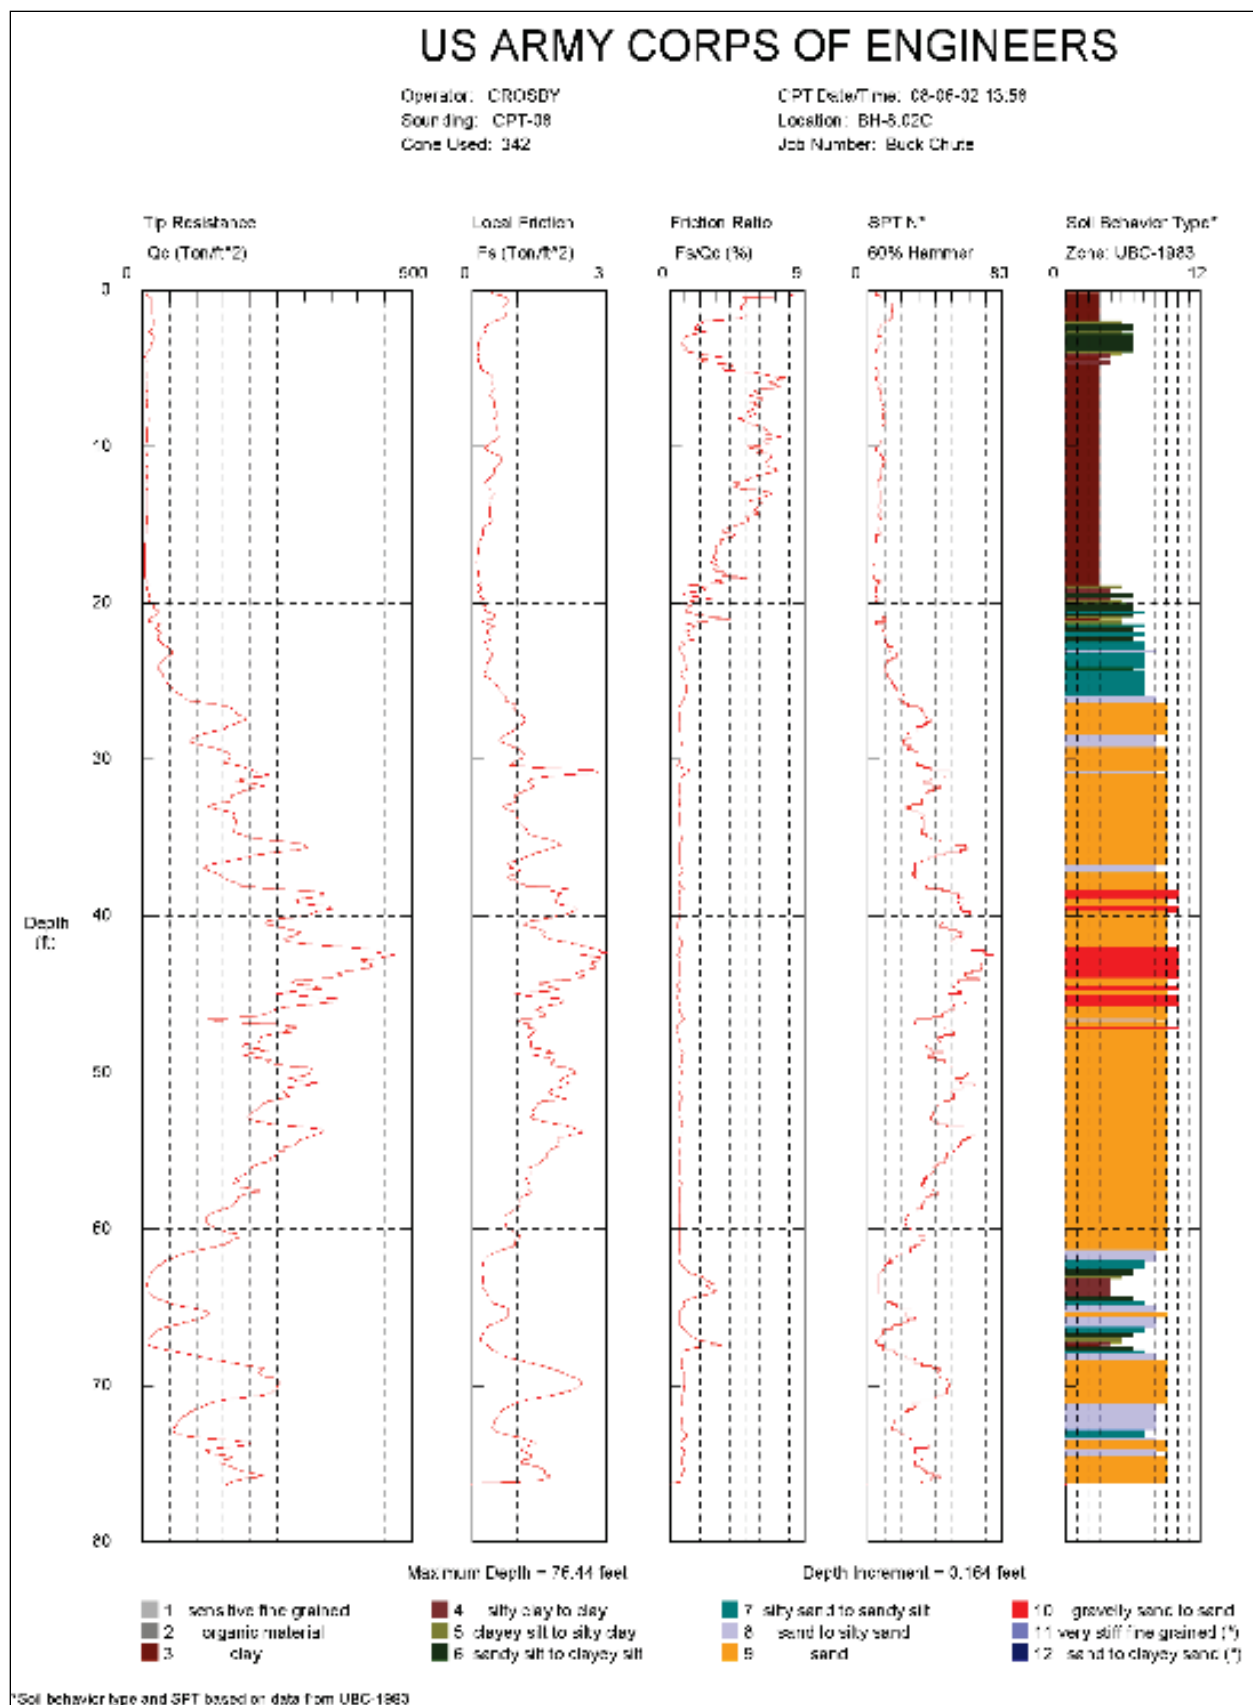 US ARMY CORPS OF ENGINEERS
Operator: CROSBY
CPT Date/Time: 08-06-02 13:58
Sounding: CPT-08
Location: BH-8.02C
Cone Used: 342
Job Number: Buck Chute
Tip Resistance
Local Friction
Friction Ratio
SPT N*
Soil Behavior Type*
Qc (Ton/ft^2)
Fs (Ton/ft^2)
Fs/Qc (%)
60% Hammer
Zone: UBC-1983
0 500 0 3 0 9 0 80 0 12
0
10
20
30
40
Depth
(ft)
50
60
70
80
Maximum Depth = 76.44 feet
Depth Increment = 0.164 feet
1 sensitive fine grained
4 silty clay to clay
7 silty sand to sandy silt
10 gravelly sand to sand
2 organic material
5 clayey silt to silty clay
8 sand to silty sand
11 very stiff fine grained (*)
3 clay
6 sandy silt to clayey silt
9 sand
12 sand to clayey sand (*)
*Soil behavior type and SPT based on data from UBC-1983